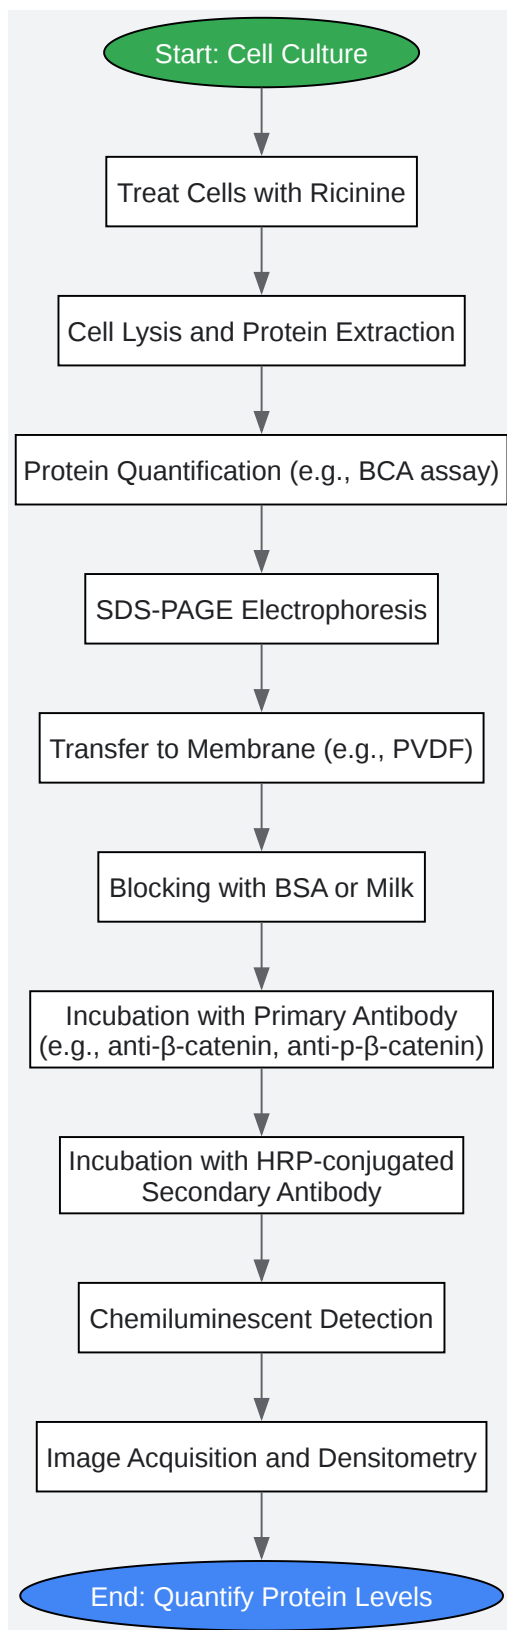 Start: Cell Culture
Treat Cells with Ricinine
Cell Lysis and Protein Extraction
Protein Quantification (e.g., BCA assay)
SDS-PAGE Electrophoresis
Transfer to Membrane (e.g., PVDF)
Blocking with BSA or Milk
Incubation with Primary Antibody
(e.g., anti-β-catenin, anti-p-β-catenin)
Incubation with HRP-conjugated
Secondary Antibody
Chemiluminescent Detection
Image Acquisition and Densitometry
End: Quantify Protein Levels